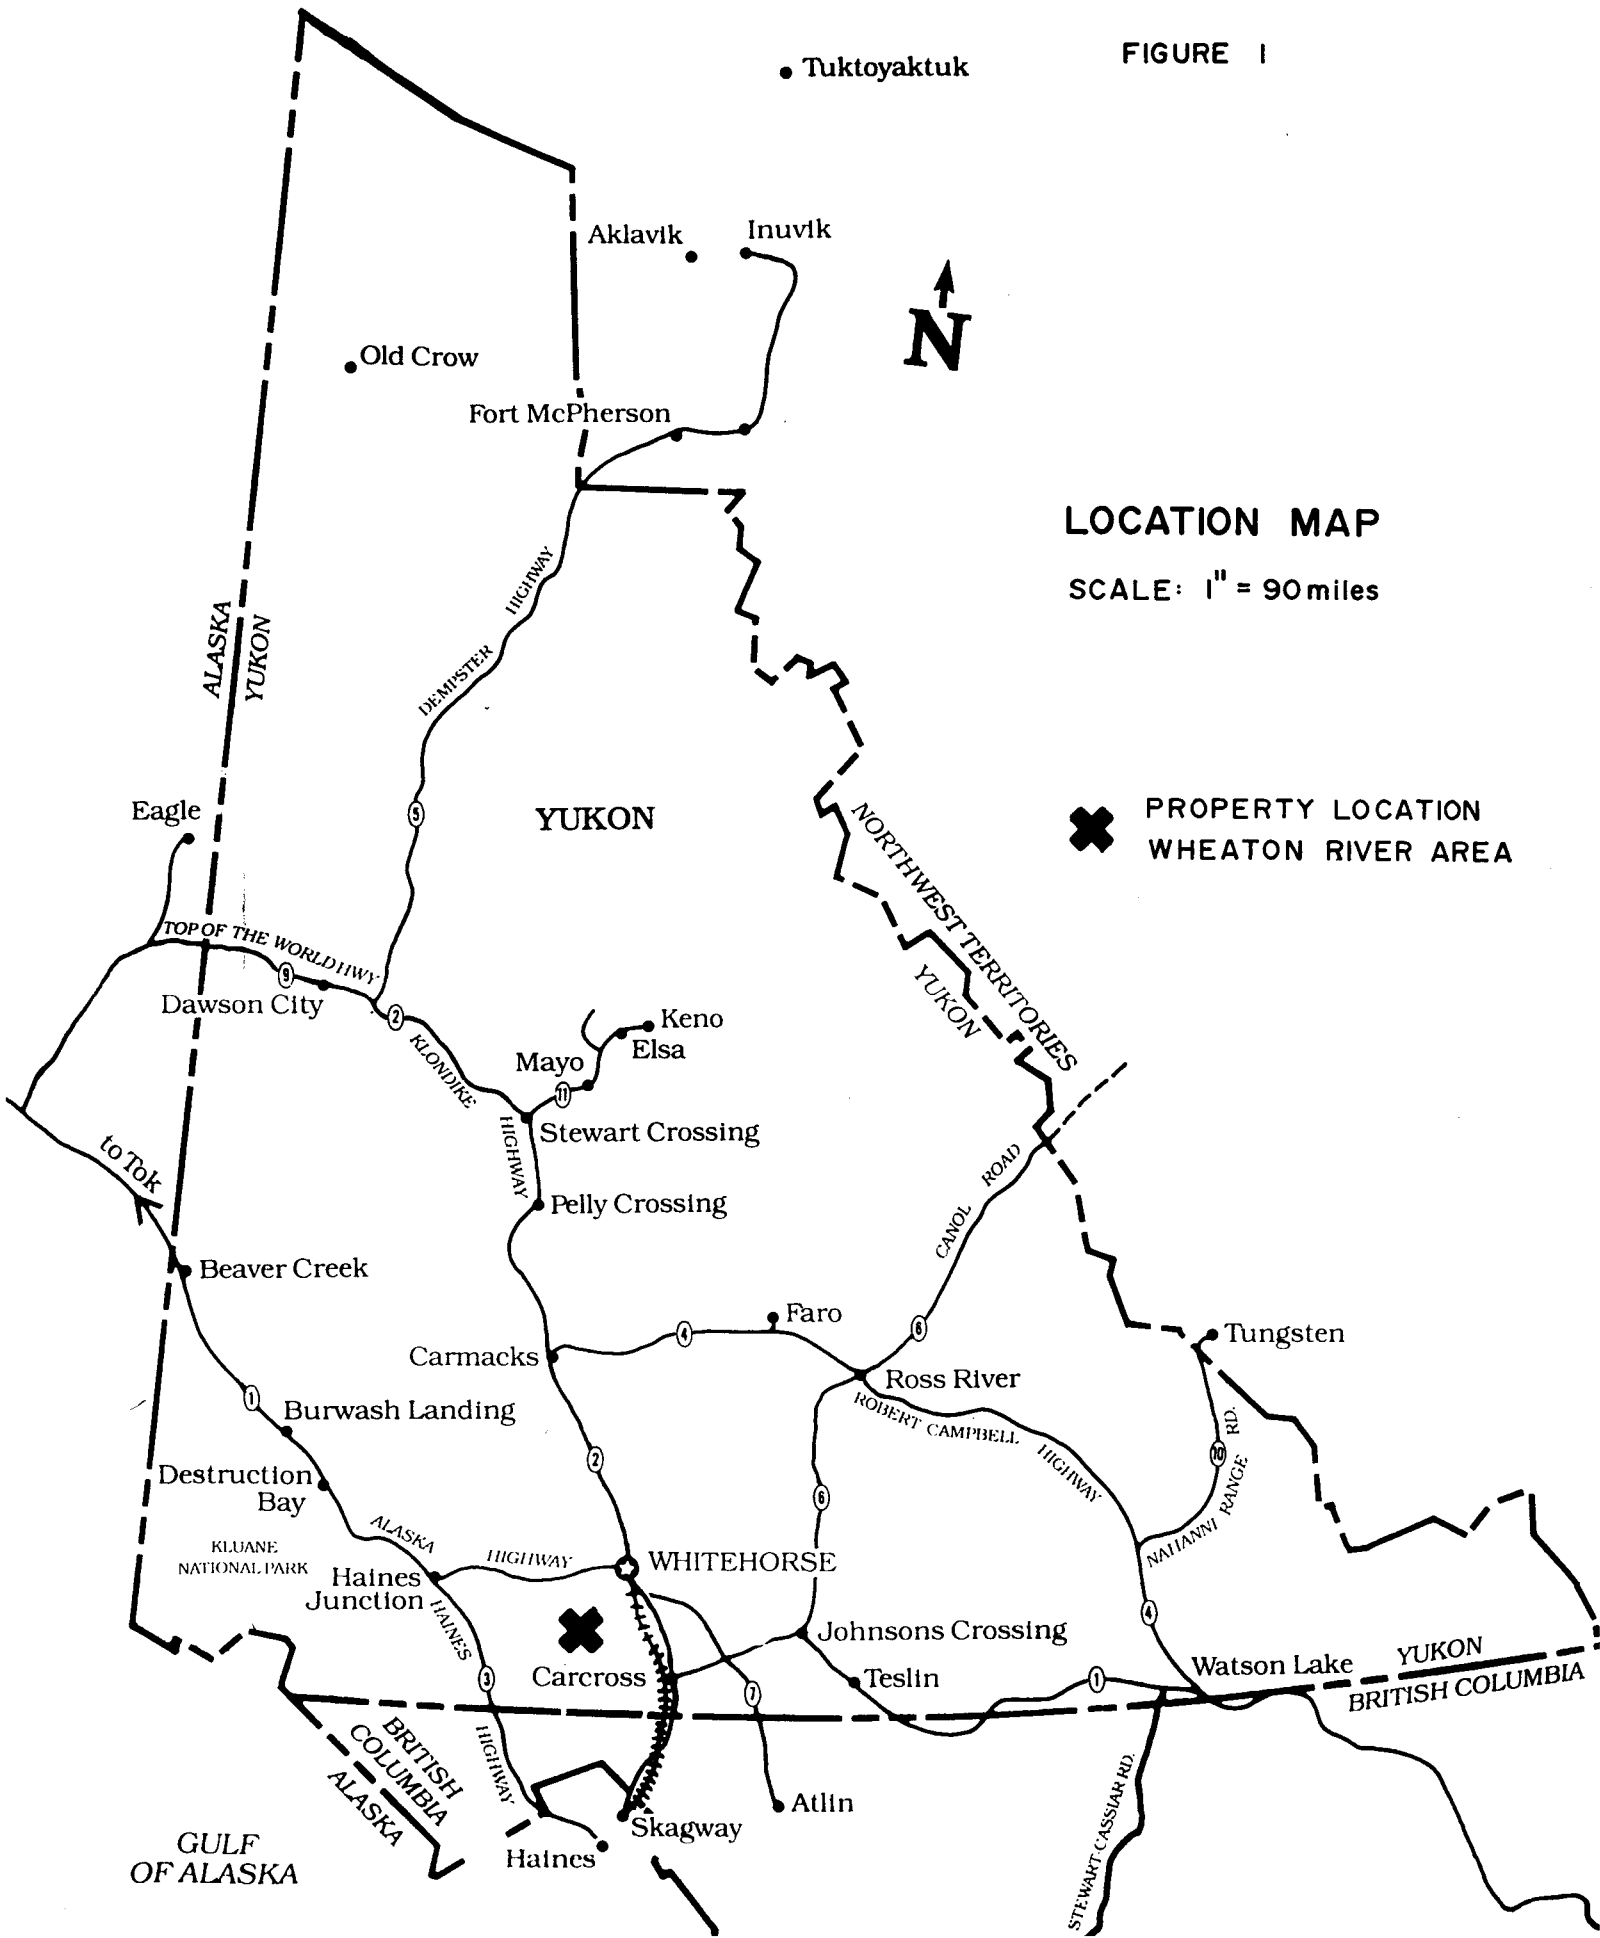 FIGURE 1
Tuktoyaktuk
Aklavik
Inuvik
N
Old Crow
Fort McPherson
LOCATION MAP
SCALE: 1" = 90 miles
DEMPSTER HIGHWAY
ALASKA
YUKON
Eagle
5
YUKON
PROPERTY LOCATION
WHEATON RIVER AREA
NORTHWEST TERRITORIES
YUKON
TOP OF THE WORLD HWY
9
Dawson City
2
KLONDIKE HIGHWAY
Keno
Elsa
Mayo
11
Stewart Crossing
to Tok
Pelly Crossing
CANOL ROAD
Beaver Creek
Faro
6
4
Tungsten
Carmacks
Ross River
1
Burwash Landing
ROBERT CAMPBELL HIGHWAY
2
10
NAHANNI RANGE RD.
Destruction
Bay
6
ALASKA HIGHWAY
KLUANE
NATIONAL PARK
WHITEHORSE
Haines
Junction
HAINES HIGHWAY
4
Johnsons Crossing
Carcross
3
Teslin
7
1
Watson Lake
YUKON
BRITISH COLUMBIA
BRITISH
COLUMBIA
ALASKA
STEWART-CASSIAR RD.
Atlin
Skagway
Haines
GULF
OF ALASKA